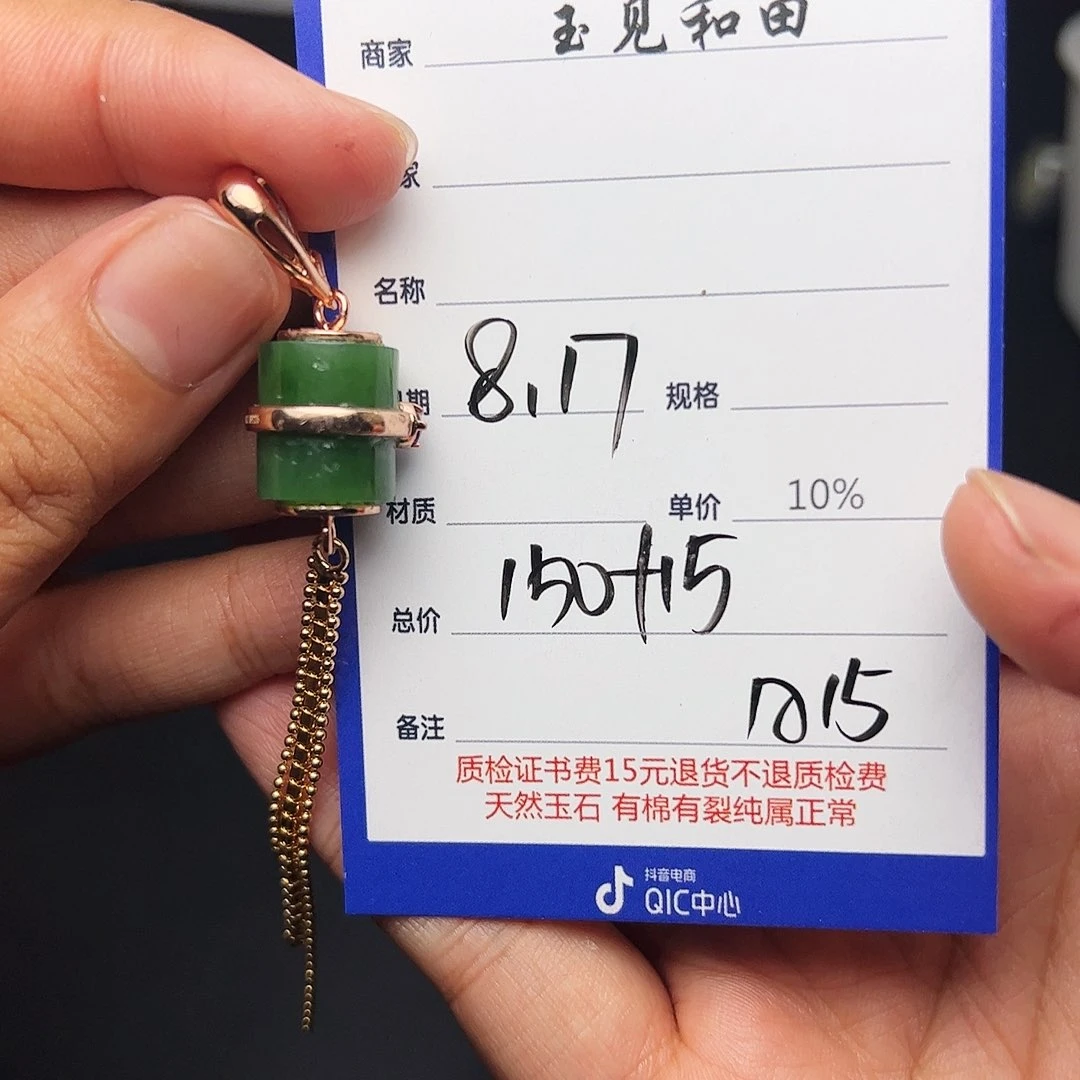 商家 玉见和田
家
名称
期 8.17 规格
材质 单价 10%
总价 150+15
备注
质检证书费15元退货不退质检费
天然玉石 有棉有裂纯属正常
抖音电商
QIC中心